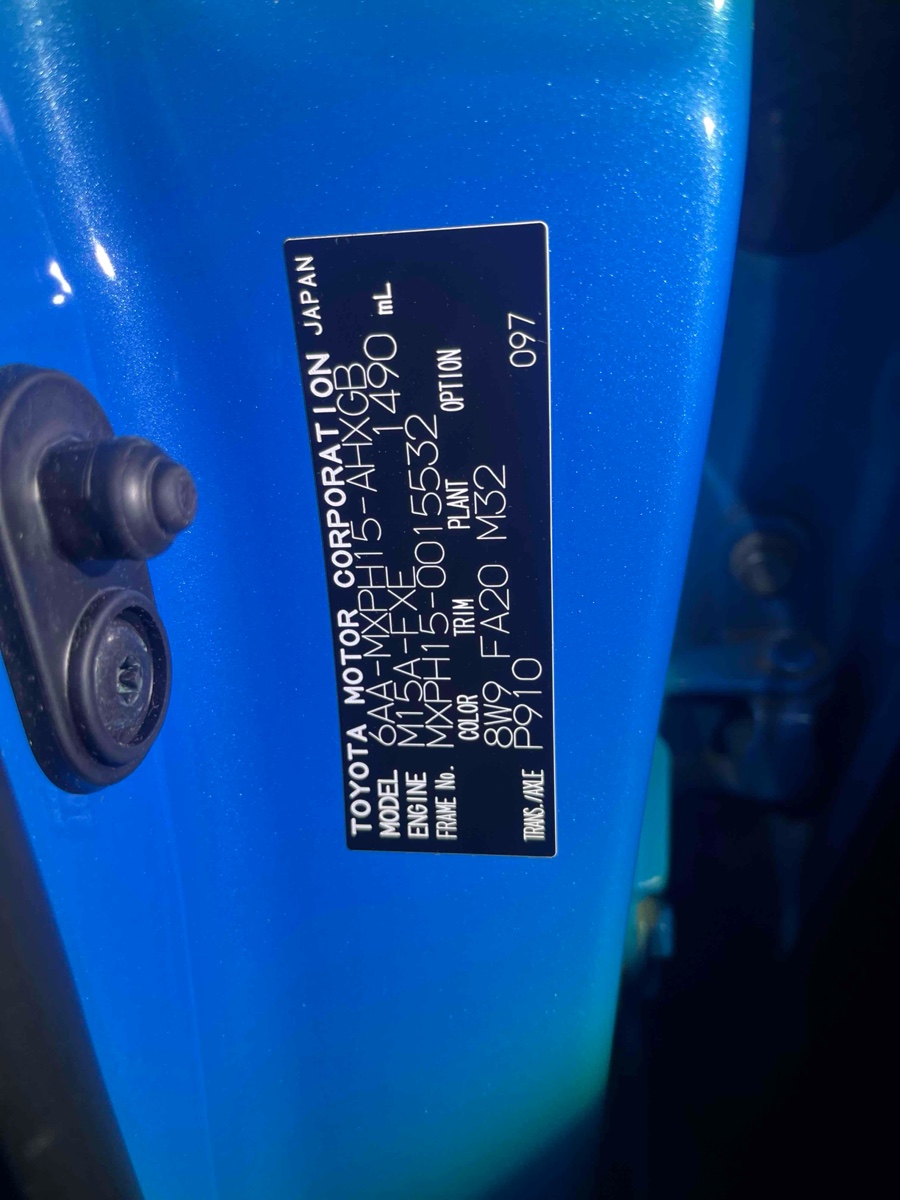 TOYOTA MOTOR CORPORATION JAPAN
MODEL 6AA-MXPH15-AHXGB
ENGINE M15A-FXE 1490 mL
FRAME No. MXPH15-0015532
COLOR TRIM PLANT OPTION
8W9 FA20 M32
TRANS./AXLE P910 097